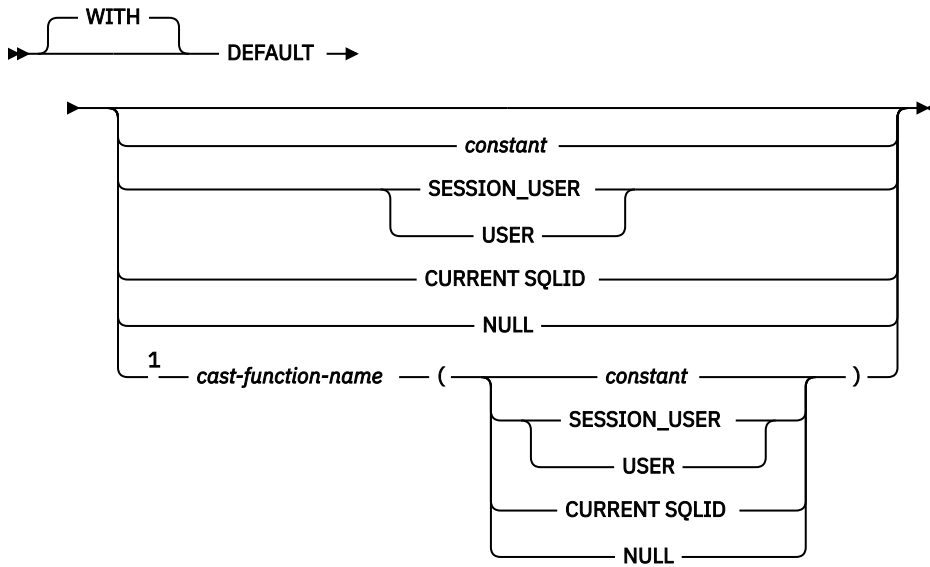 WITH
DEFAULT
constant
SESSION_USER
USER
CURRENT SQLID
NULL
1
cast-function-name ( constant )
SESSION_USER
USER
CURRENT SQLID
NULL